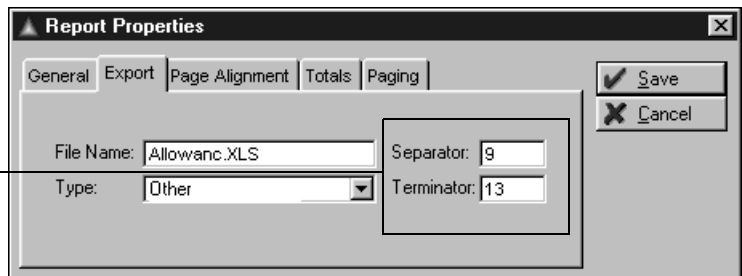 Report Properties
General Export Page Alignment Totals Paging
Save
Cancel
File Name: Allowanc.XLS Separator: 9
Type: Other Terminator: 13